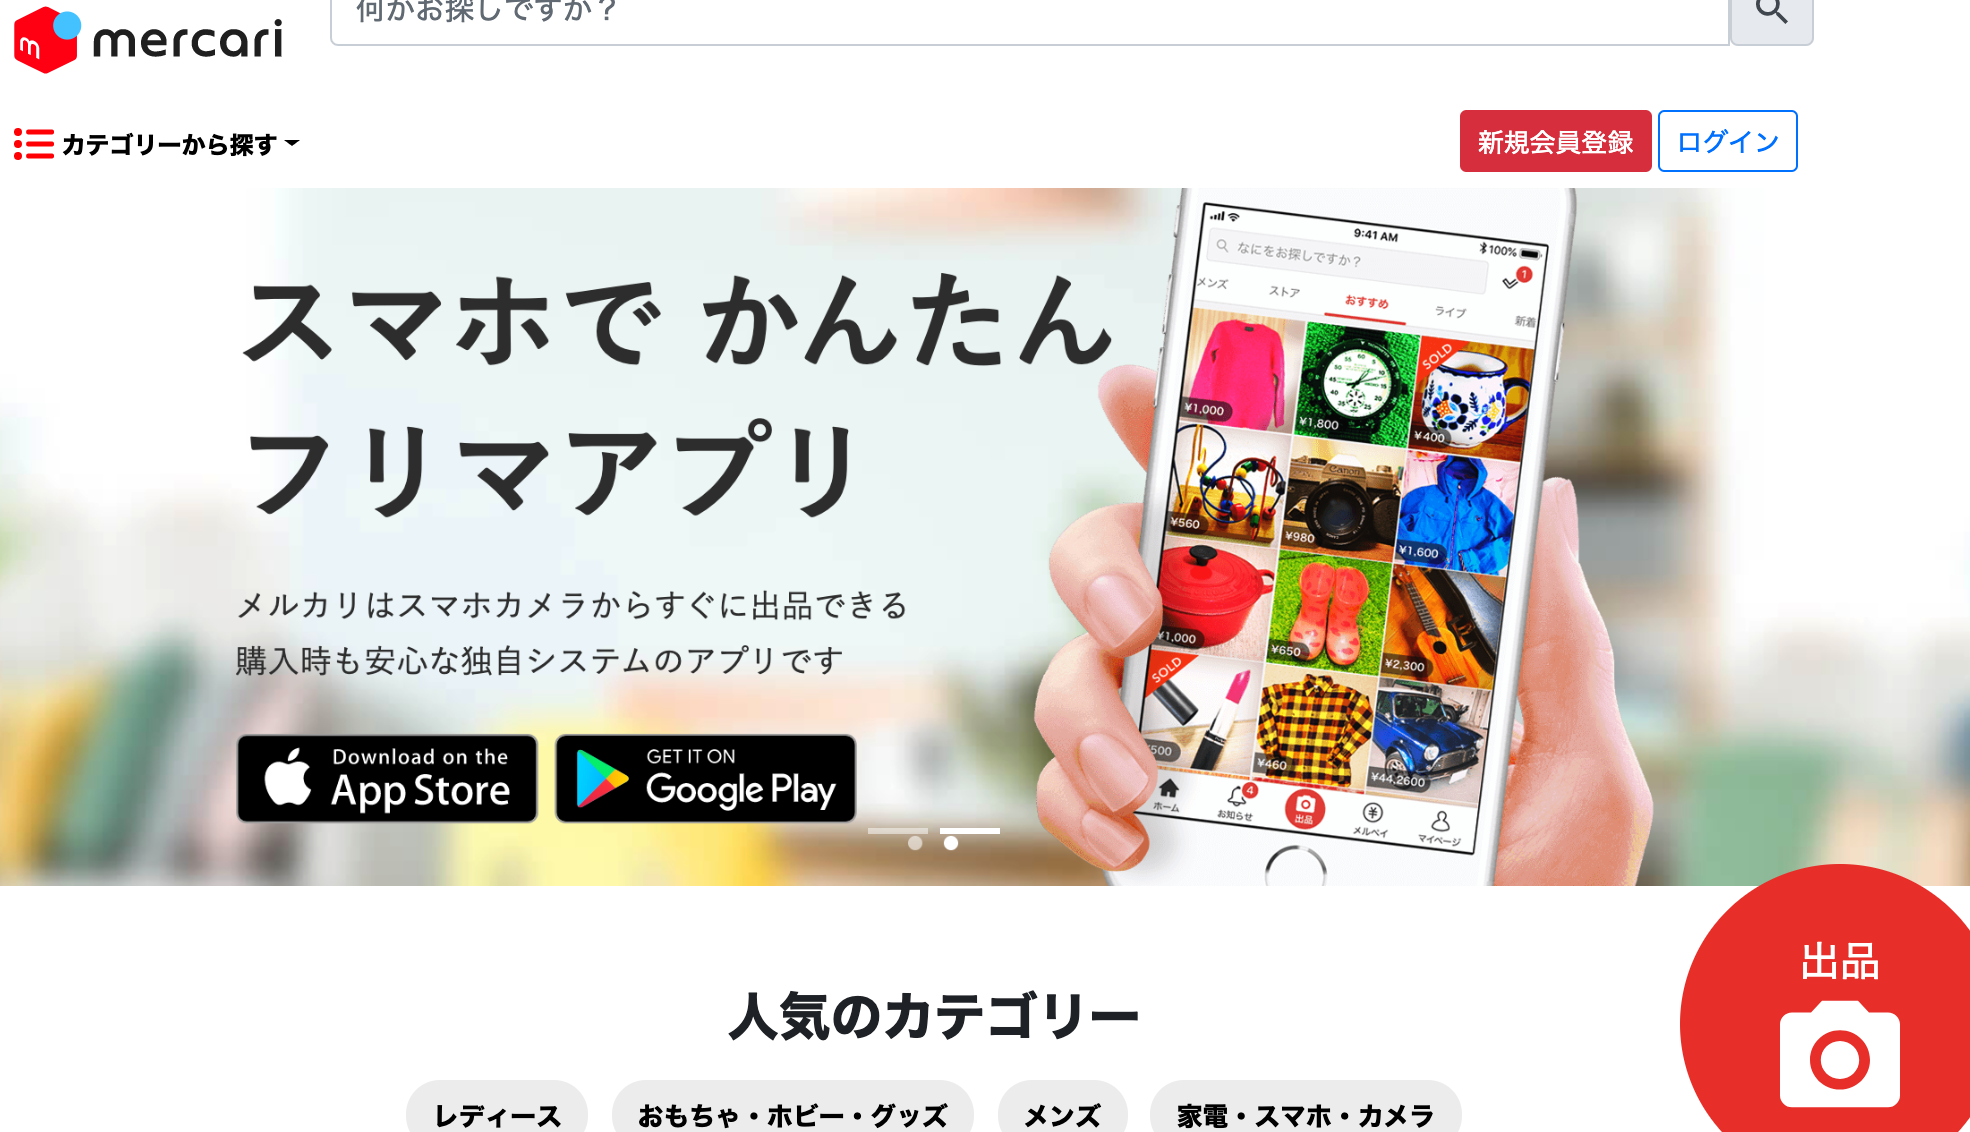 mercari
何かお探しですか？
カテゴリーから探す
新規会員登録
ログイン
スマホで かんたん
フリマアプリ
メルカリはスマホカメラからすぐに出品できる
購入時も安心な独自システムのアプリです
Download on the
App Store
GET IT ON
Google Play
9:41 AM
100%
なにをお探しですか？
1
メンズ
ストア
おすすめ
ライブ
新着
¥1,000
¥1,800
SOLD
¥400
¥560
Canon
¥980
¥1,600
¥1,000
¥650
¥2,300
SOLD
¥500
¥460
¥44,2600
ホーム
4
お知らせ
出品
メルペイ
マイページ
出品
人気のカテゴリー
レディース
おもちゃ・ホビー・グッズ
メンズ
家電・スマホ・カメラ